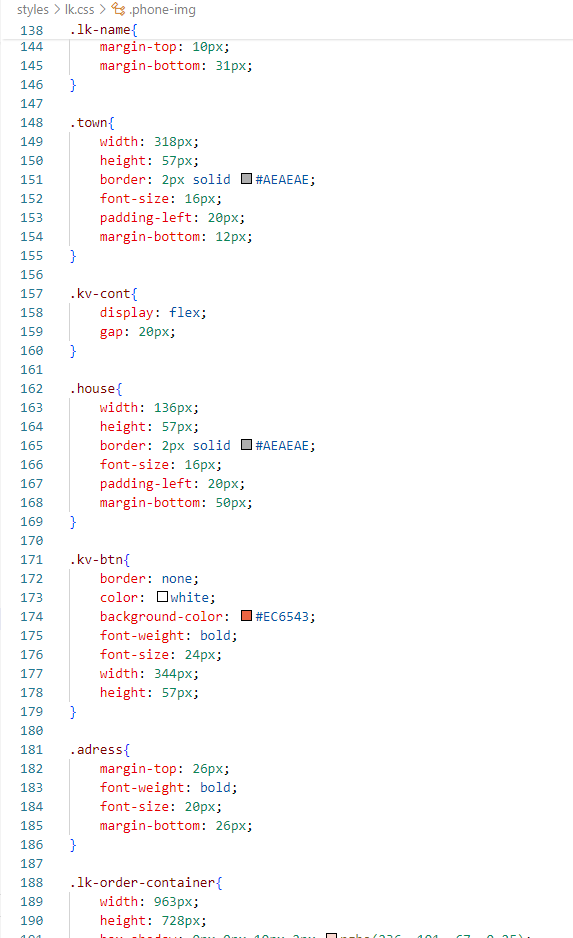 styles > lk.css > .phone-img
138 .lk-name{
144 margin-top: 10px;
145 margin-bottom: 31px;
146 }
147
148 .town{
149 width: 318px;
150 height: 57px;
151 border: 2px solid #AEAEAE;
152 font-size: 16px;
153 padding-left: 20px;
154 margin-bottom: 12px;
155 }
156
157 .kv-cont{
158 display: flex;
159 gap: 20px;
160 }
161
162 .house{
163 width: 136px;
164 height: 57px;
165 border: 2px solid #AEAEAE;
166 font-size: 16px;
167 padding-left: 20px;
168 margin-bottom: 50px;
169 }
170
171 .kv-btn{
172 border: none;
173 color: white;
174 background-color: #EC6543;
175 font-weight: bold;
176 font-size: 24px;
177 width: 344px;
178 height: 57px;
179 }
180
181 .adress{
182 margin-top: 26px;
183 font-weight: bold;
184 font-size: 20px;
185 margin-bottom: 26px;
186 }
187
188 .lk-order-container{
189 width: 963px;
190 height: 728px;